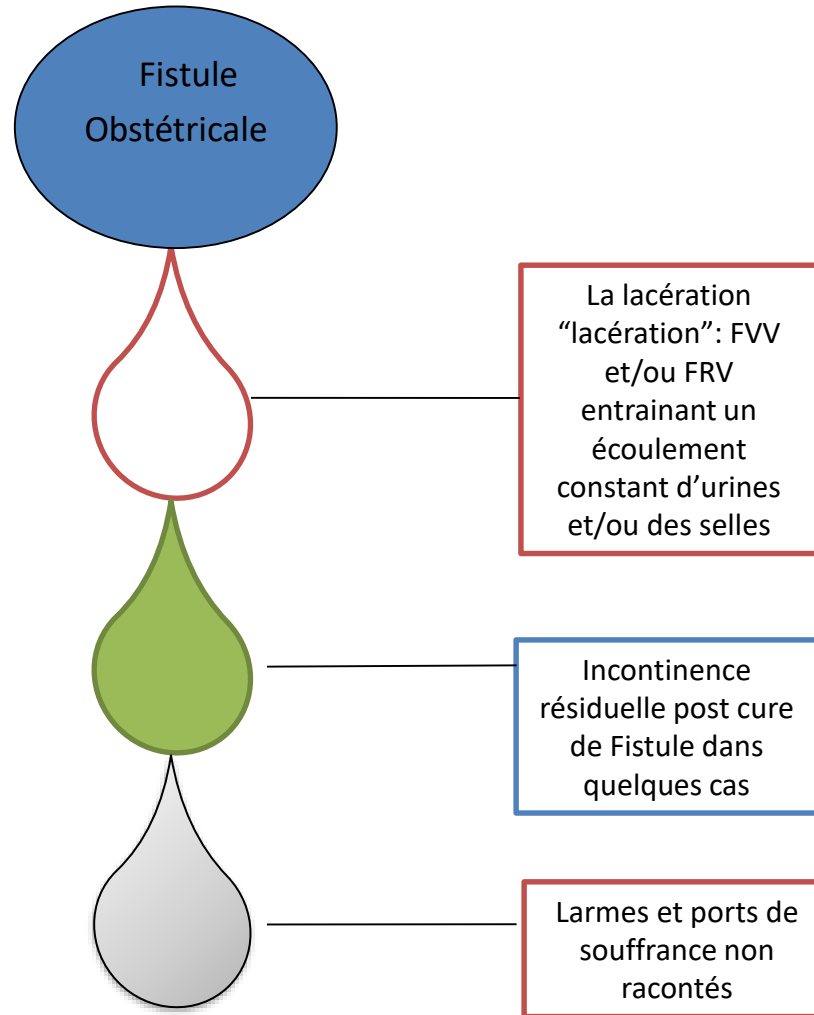 Fistule
Obstétricale
La lacération
“lacération”: FVV
et/ou FRV
entrainant un
écoulement
constant d’urines
et/ou des selles
Incontinence
résiduelle post cure
de Fistule dans
quelques cas
Larmes et ports de
souffrance non
racontés